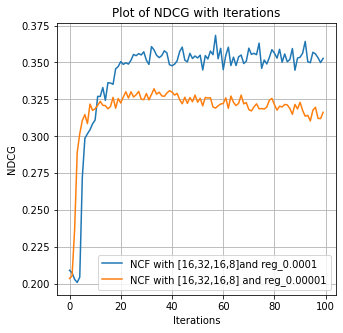 Plot of NDCG with Iterations
0.375
0.350
0.325
0.300
0.275
0.250
0.225
0.200
NDCG
NCF with [16,32,16,8]and reg_0.0001
NCF with [16,32,16,8] and reg_0.00001
0 20 40 60 80 100
Iterations